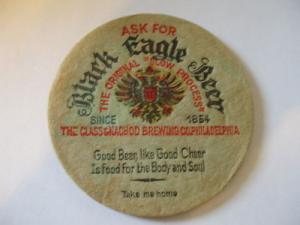 ASK FOR
Black Eagle Beer
THE ORIGINAL "SLOW PROCESS"
SINCE 1854
THE CLASS & NACHOD BREWING CO. PHILADELPHIA
Good Beer, like Good Cheer
Is Food for the Body and Soul
Take me home